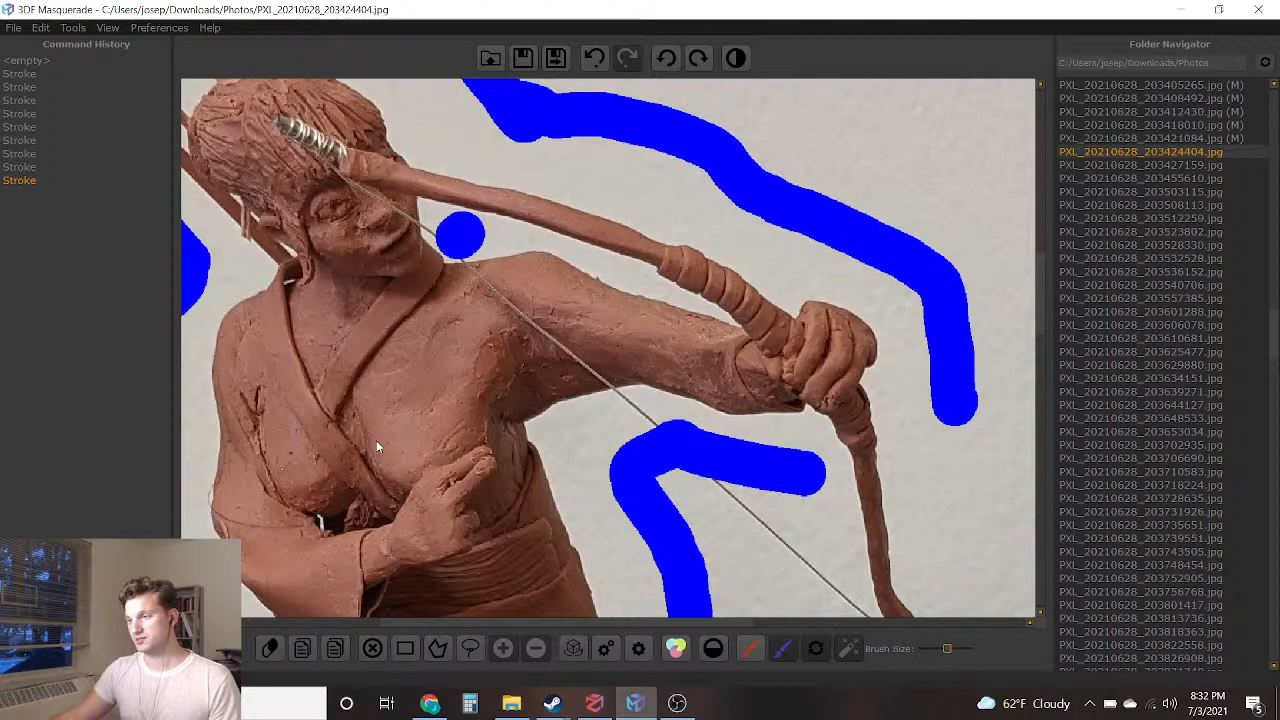 3DF Masquerade - C:/Users/josep/Downloads/Photos/PXL_20210628_203424404.jpg
File Edit Tools View Preferences Help
Command History
<empty>
Stroke
Stroke
Stroke
Stroke
Stroke
Stroke
Stroke
Stroke
Stroke
Folder Navigator
C:/Users/josep/Downloads/Photos
PXL_20210628_203405265.jpg (M)
PXL_20210628_203408492.jpg (M)
PXL_20210628_203412430.jpg (M)
PXL_20210628_203418010.jpg (M)
PXL_20210628_203421084.jpg (M)
PXL_20210628_203424404.jpg
PXL_20210628_203427159.jpg
PXL_20210628_203455610.jpg
PXL_20210628_203503115.jpg
PXL_20210628_203508113.jpg
PXL_20210628_203512259.jpg
PXL_20210628_203523802.jpg
PXL_20210628_203528330.jpg
PXL_20210628_203532528.jpg
PXL_20210628_203536152.jpg
PXL_20210628_203540706.jpg
PXL_20210628_203557385.jpg
PXL_20210628_203601288.jpg
PXL_20210628_203606078.jpg
PXL_20210628_203610681.jpg
PXL_20210628_203625477.jpg
PXL_20210628_203629880.jpg
PXL_20210628_203634151.jpg
PXL_20210628_203639271.jpg
PXL_20210628_203644127.jpg
PXL_20210628_203648533.jpg
PXL_20210628_203653034.jpg
PXL_20210628_203702935.jpg
PXL_20210628_203706690.jpg
PXL_20210628_203710583.jpg
PXL_20210628_203718224.jpg
PXL_20210628_203728635.jpg
PXL_20210628_203731926.jpg
PXL_20210628_203735651.jpg
PXL_20210628_203739551.jpg
PXL_20210628_203743505.jpg
PXL_20210628_203748454.jpg
PXL_20210628_203752905.jpg
PXL_20210628_203756768.jpg
PXL_20210628_203801417.jpg
PXL_20210628_203813736.jpg
PXL_20210628_203818363.jpg
PXL_20210628_203826908.jpg
Brush Size:
62°F Cloudy
8:32 PM
7/3/2021
5